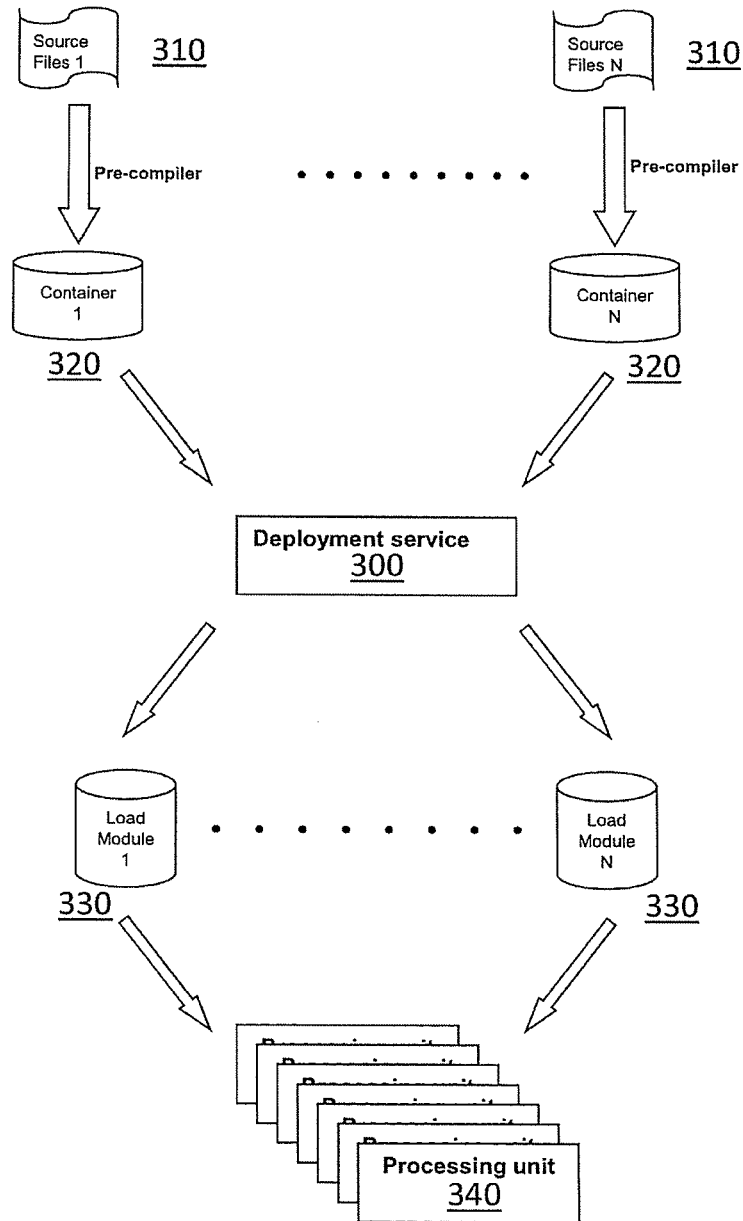 Source
Files 1
310
Source
Files N
310
Pre-compiler
Pre-compiler
Container
1
320
Container
N
320
Deployment service
300
Load
Module
1
330
Load
Module
N
330
Processing unit
340